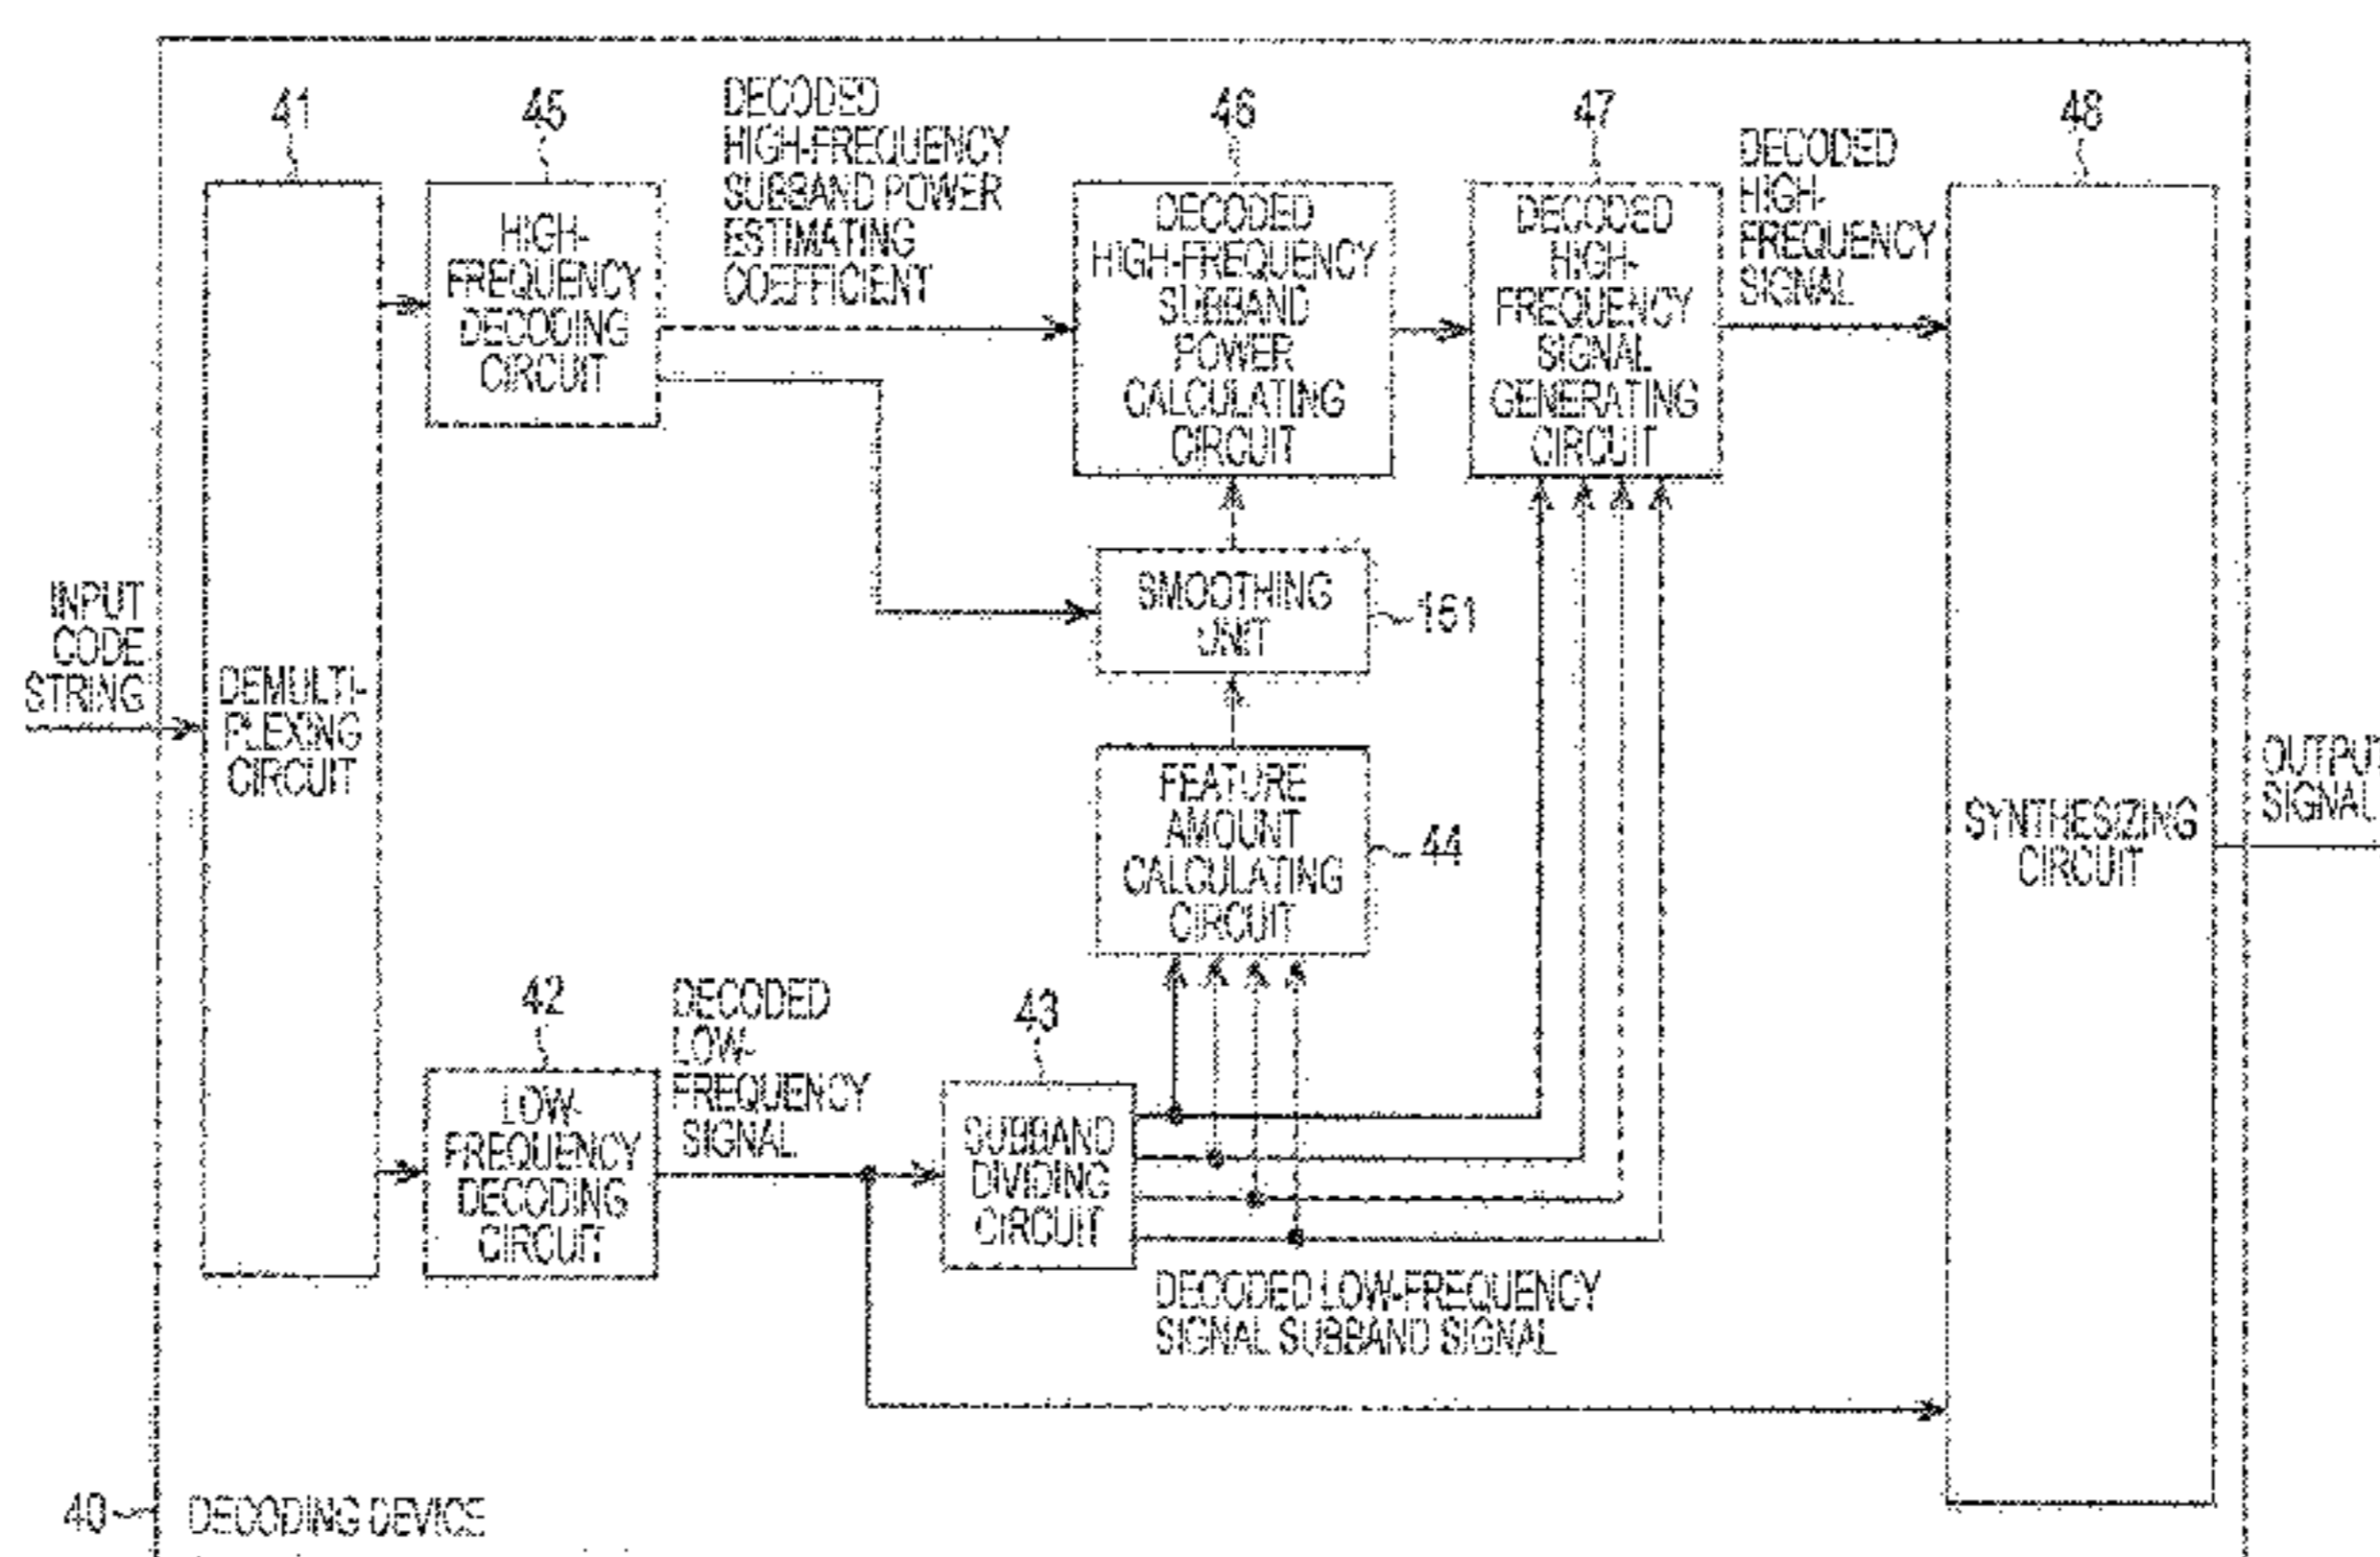 41
45
DECODED
HIGH-FREQUENCY
SUBBAND POWER
ESTIMATING
COEFFICIENT
46
47
DECODED
HIGH-
FREQUENCY
SIGNAL
48
HIGH-
FREQUENCY
DECODING
CIRCUIT
DECODED
HIGH-FREQUENCY
SUBBAND
POWER
CALCULATING
CIRCUIT
DECODED
HIGH-
FREQUENCY
SIGNAL
GENERATING
CIRCUIT
SMOOTHING
UNIT
161
INPUT
CODE
STRING
DEMULTI-
PLEXING
CIRCUIT
FEATURE
AMOUNT
CALCULATING
CIRCUIT
44
SYNTHESIZING
CIRCUIT
OUTPUT
SIGNAL
42
LOW-
FREQUENCY
DECODING
CIRCUIT
DECODED
LOW-
FREQUENCY
SIGNAL
43
SUBBAND
DIVIDING
CIRCUIT
DECODED LOW-FREQUENCY
SIGNAL SUBBAND SIGNAL
40
DECODING DEVICE